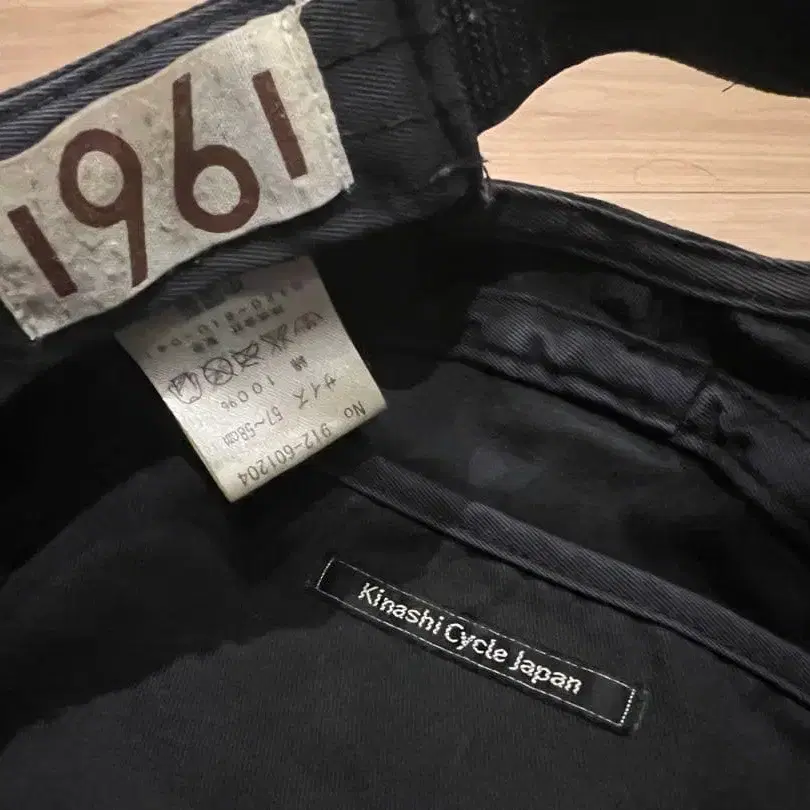 1961
No 912-601204
サイズ 57~58cm
綿 100%
Kinashi Cycle Japan